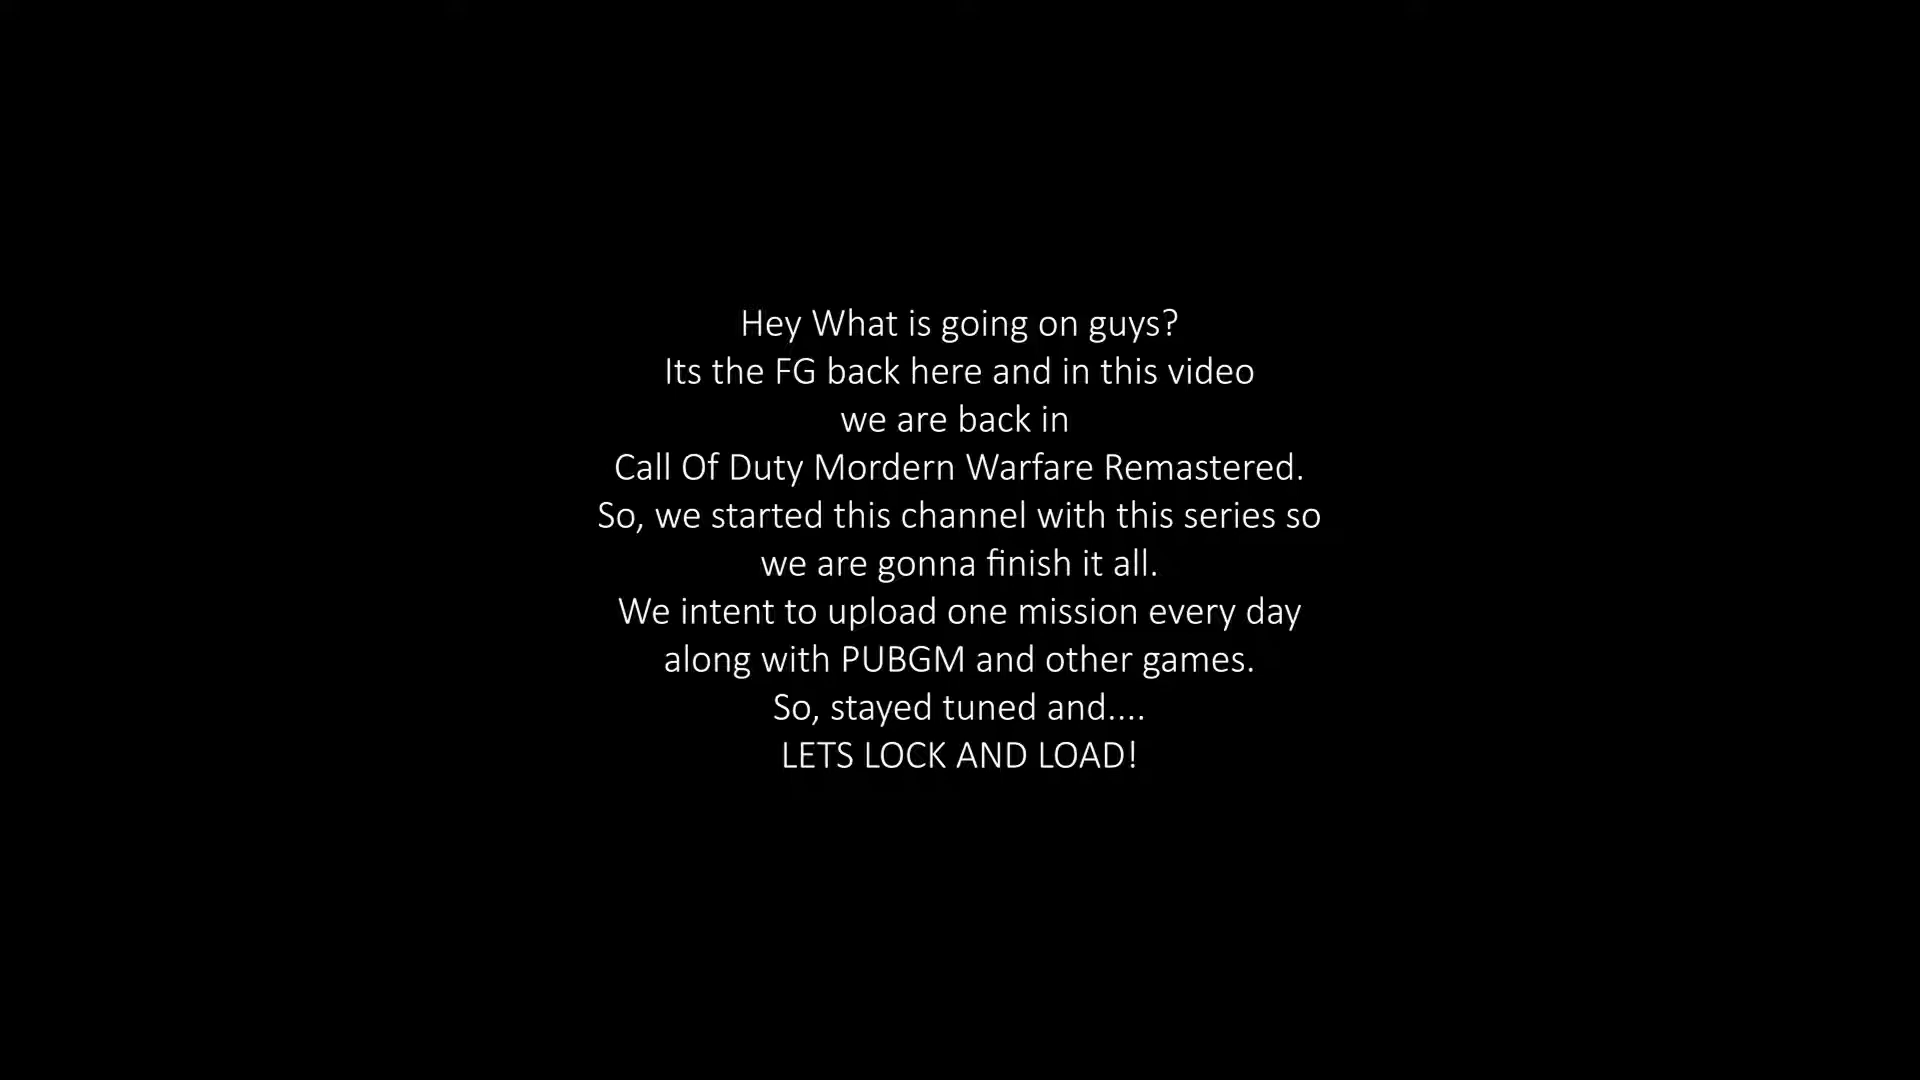 Hey What is going on guys?
Its the FG back here and in this video
we are back in
Call Of Duty Mordern Warfare Remastered.
So, we started this channel with this series so
we are gonna finish it all.
We intent to upload one mission every day
along with PUBGM and other games.
So, stayed tuned and....
LETS LOCK AND LOAD!